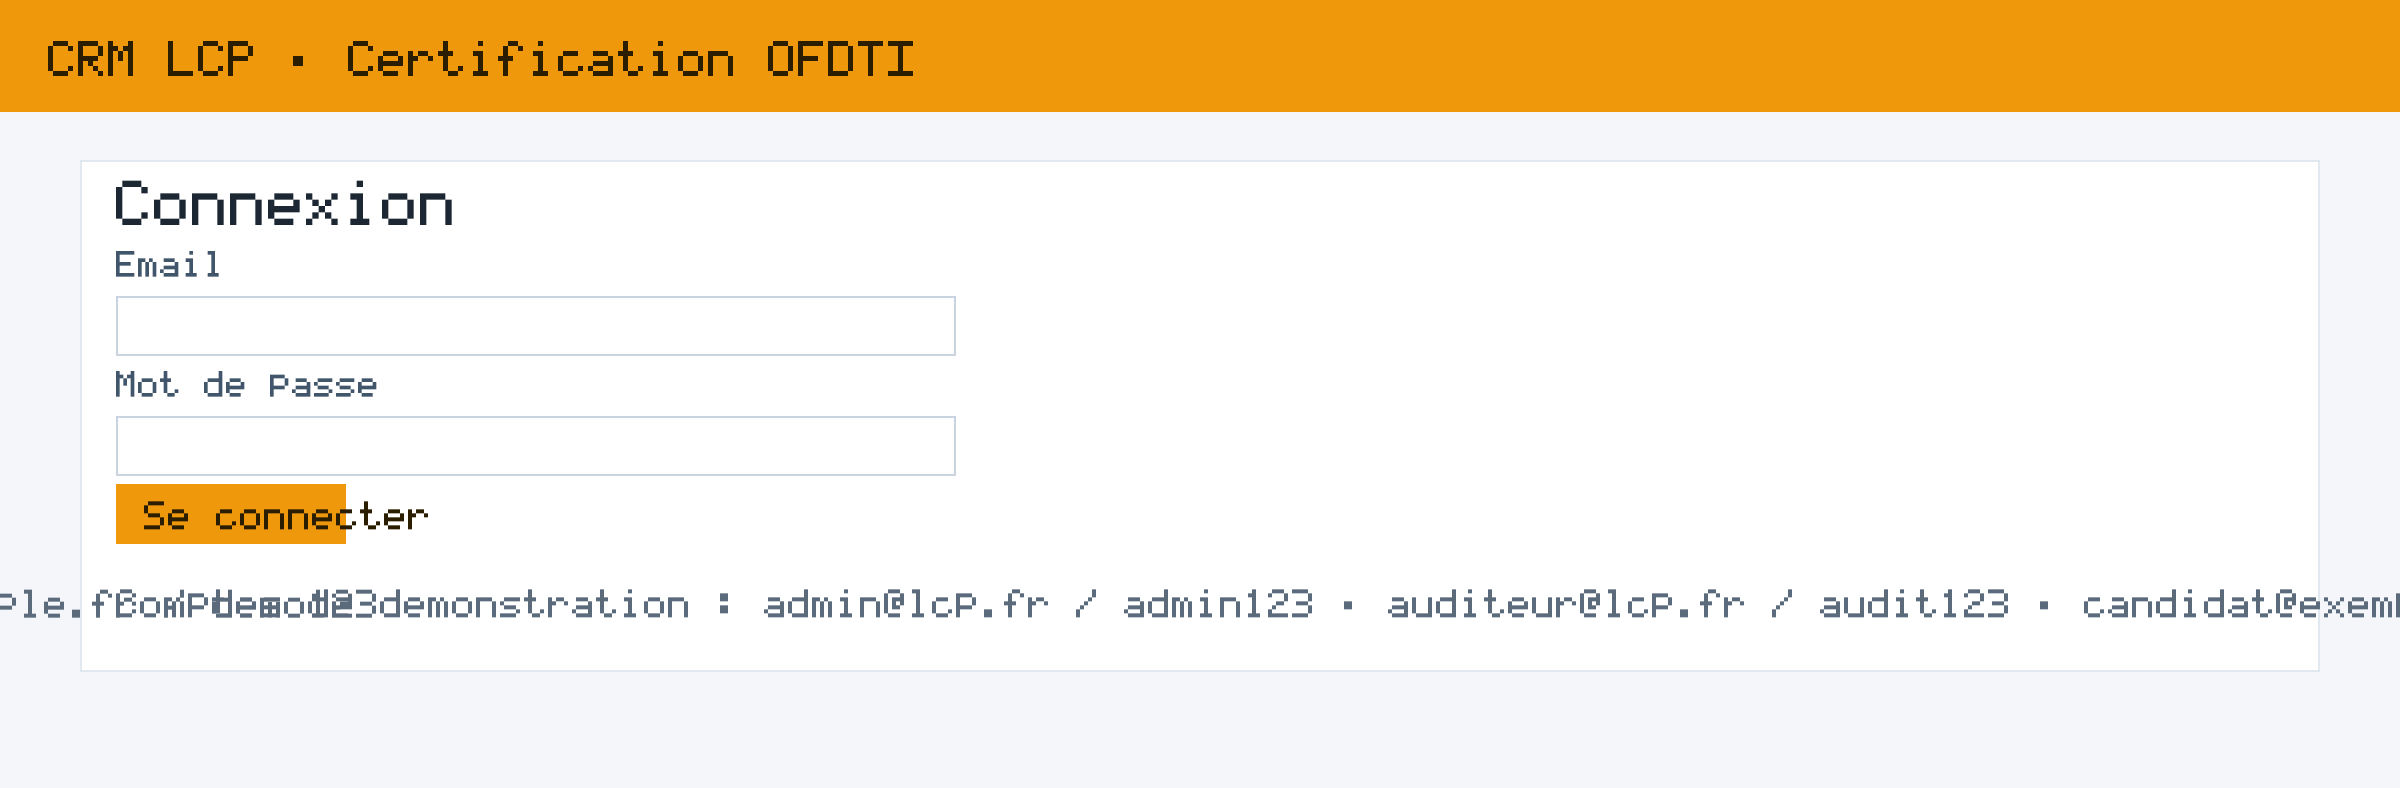 CRM LCP · Certification OFDTI
Connexion
Email
Mot de passe
Se connecter
demonstration : admin@lcp.fr / admin123 · auditeur@lcp.fr / audit123 · candidat@exem